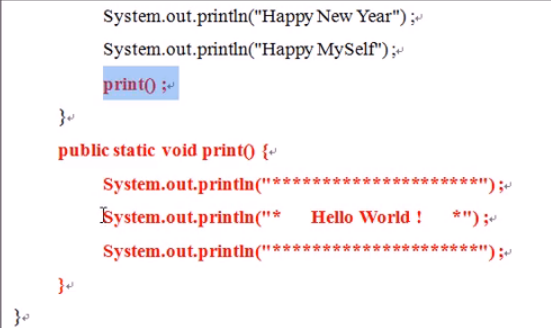 System.out.println("Happy New Year") ;
System.out.println("Happy MySelf") ;
print() ;
}
public static void print() {
System.out.println("*********************") ;
System.out.println("*      Hello World !      *") ;
System.out.println("*********************") ;
}
}